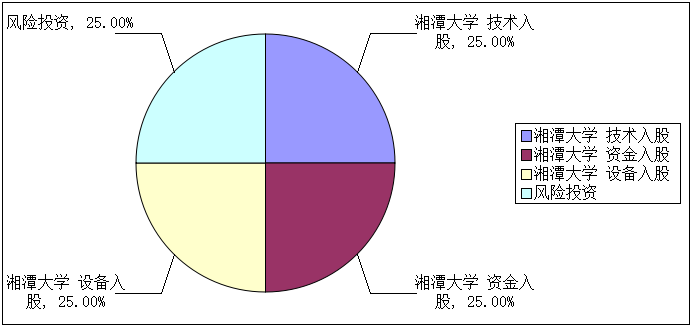 风险投资, 25.00%
湘潭大学 技术入
股, 25.00%
湘潭大学 技术入股
湘潭大学 资金入股
湘潭大学 设备入股
风险投资
湘潭大学 设备入
股, 25.00%
湘潭大学 资金入
股, 25.00%